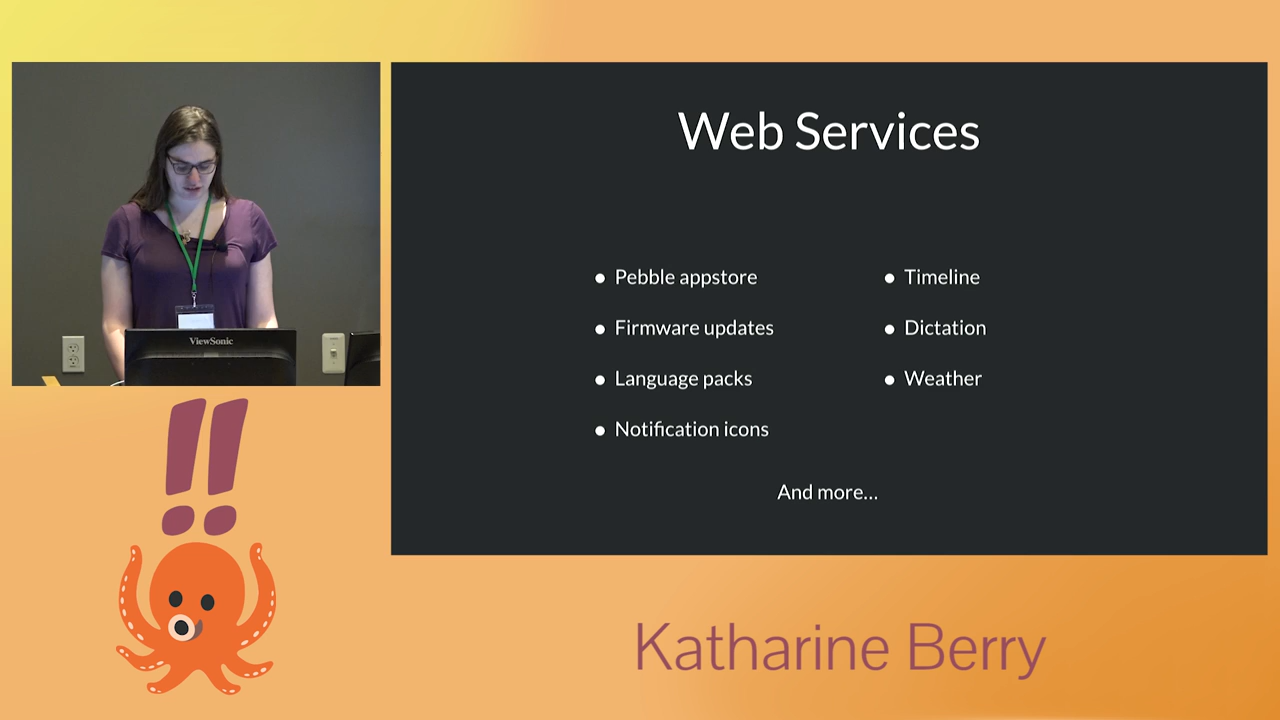 Web Services
Pebble appstore
Firmware updates
Language packs
Notification icons
Timeline
Dictation
Weather
And more...
ViewSonic
!!
Katharine Berry